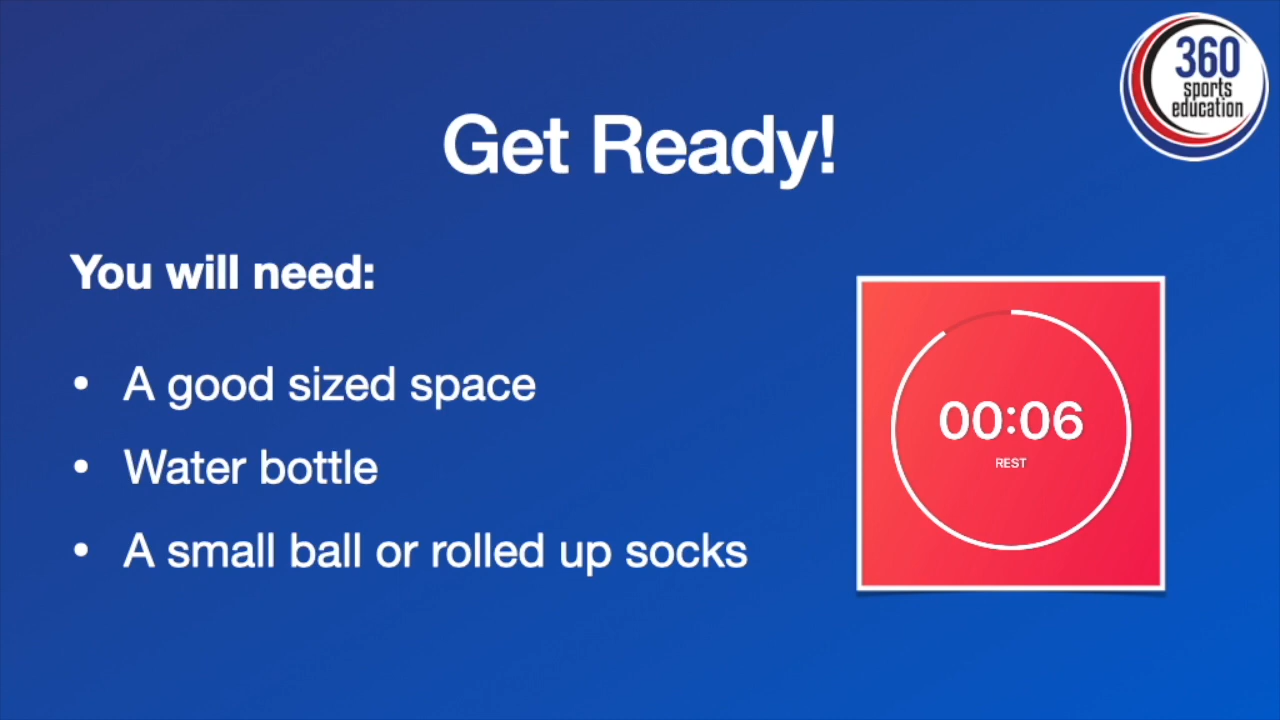 360
sports
education
Get Ready!
You will need:
• A good sized space
• Water bottle
• A small ball or rolled up socks
00:06
REST